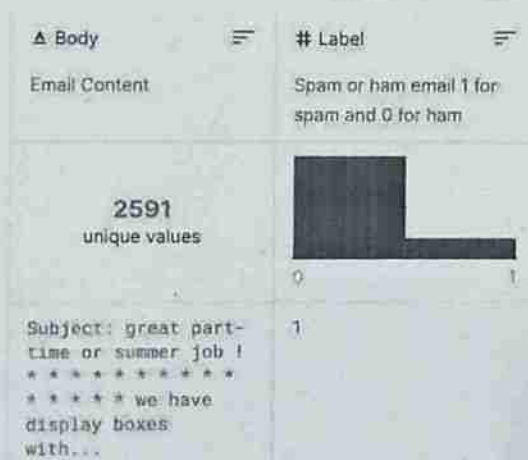 Body
# Label
Email Content
Spam or ham email 1 for
spam and 0 for ham
2591
unique values
0
1
Subject: great part-
time or summer job !
* * * * * * * * * *
* * * * * we have
display boxes
with...
1